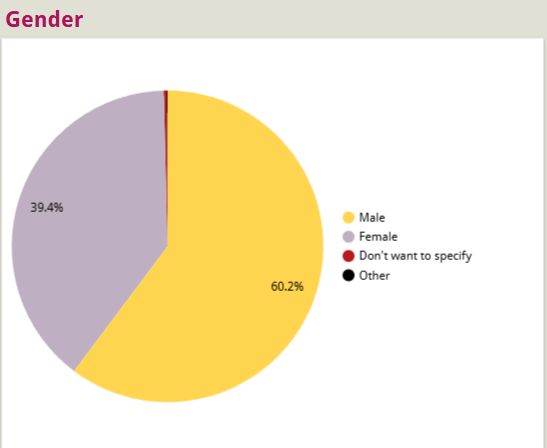 Gender
39.4%
60.2%
Male
Female
Don't want to specify
Other